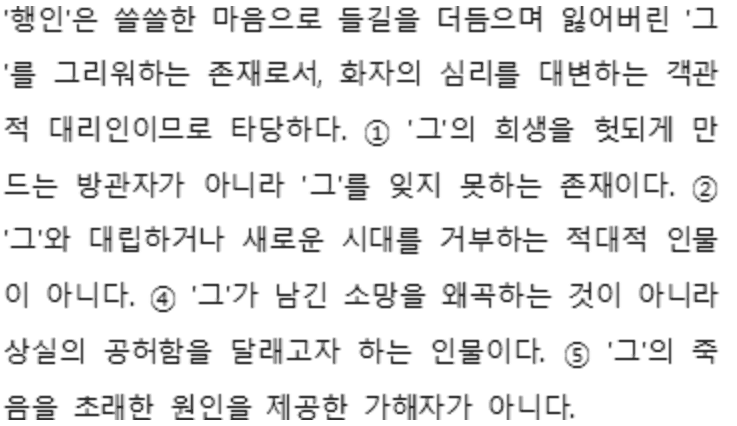 '행인'은 쓸쓸한 마음으로 들길을 더듬으며 잃어버린 '그
'를 그리워하는 존재로서, 화자의 심리를 대변하는 객관
적 대리인이므로 타당하다. ① '그'의 희생을 헛되게 만
드는 방관자가 아니라 '그'를 잊지 못하는 존재이다. ②
'그'와 대립하거나 새로운 시대를 거부하는 적대적 인물
이 아니다. ④ '그'가 남긴 소망을 왜곡하는 것이 아니라
상실의 공허함을 달래고자 하는 인물이다. ⑤ '그'의 죽
음을 초래한 원인을 제공한 가해자가 아니다.